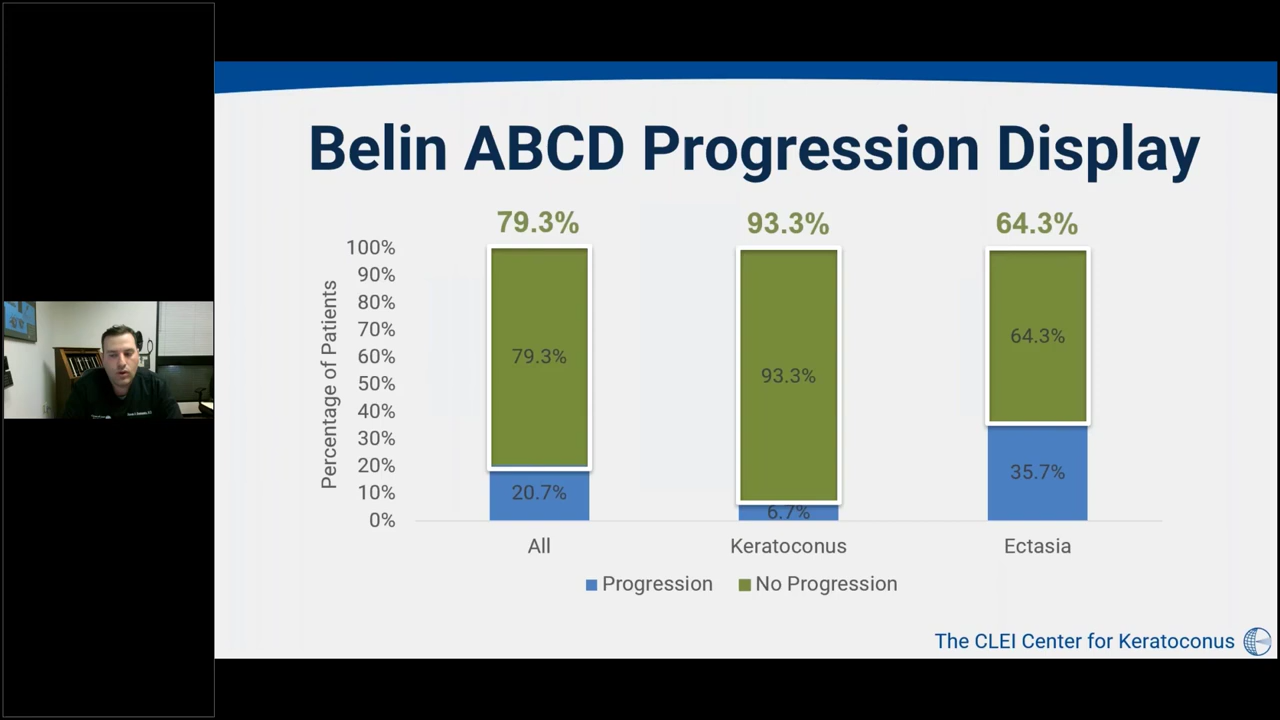 Belin ABCD Progression Display
79.3%
93.3%
64.3%
Percentage of Patients
100%
90%
80%
70%
60%
50%
40%
30%
20%
10%
0%
79.3%
93.3%
64.3%
20.7%
6.7%
35.7%
All
Keratoconus
Ectasia
Progression
No Progression
The CLEI Center for Keratoconus